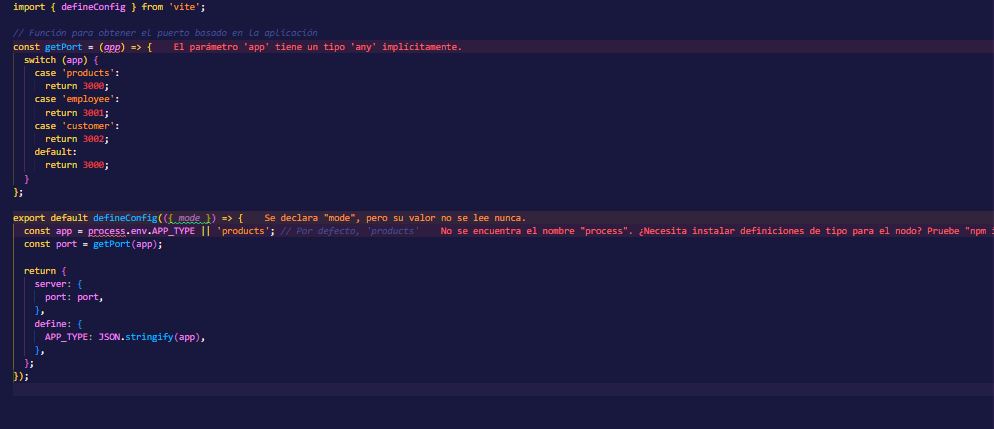 import { defineConfig } from 'vite';
// Función para obtener el puerto basado en la aplicación
const getPort = (app) => {    El parámetro 'app' tiene un tipo 'any' implícitamente.
switch (app) {
case 'products':
return 3000;
case 'employee':
return 3001;
case 'customer':
return 3002;
default:
return 3000;
}
};
export default defineConfig(({ mode }) => {    Se declara "mode", pero su valor no se lee nunca.
const app = process.env.APP_TYPE || 'products'; // Por defecto, 'products'    No se encuentra el nombre "process". ¿Necesita instalar definiciones de tipo para el nodo? Pruebe "npm
const port = getPort(app);
return {
server: {
port: port,
},
define: {
APP_TYPE: JSON.stringify(app),
},
};
});